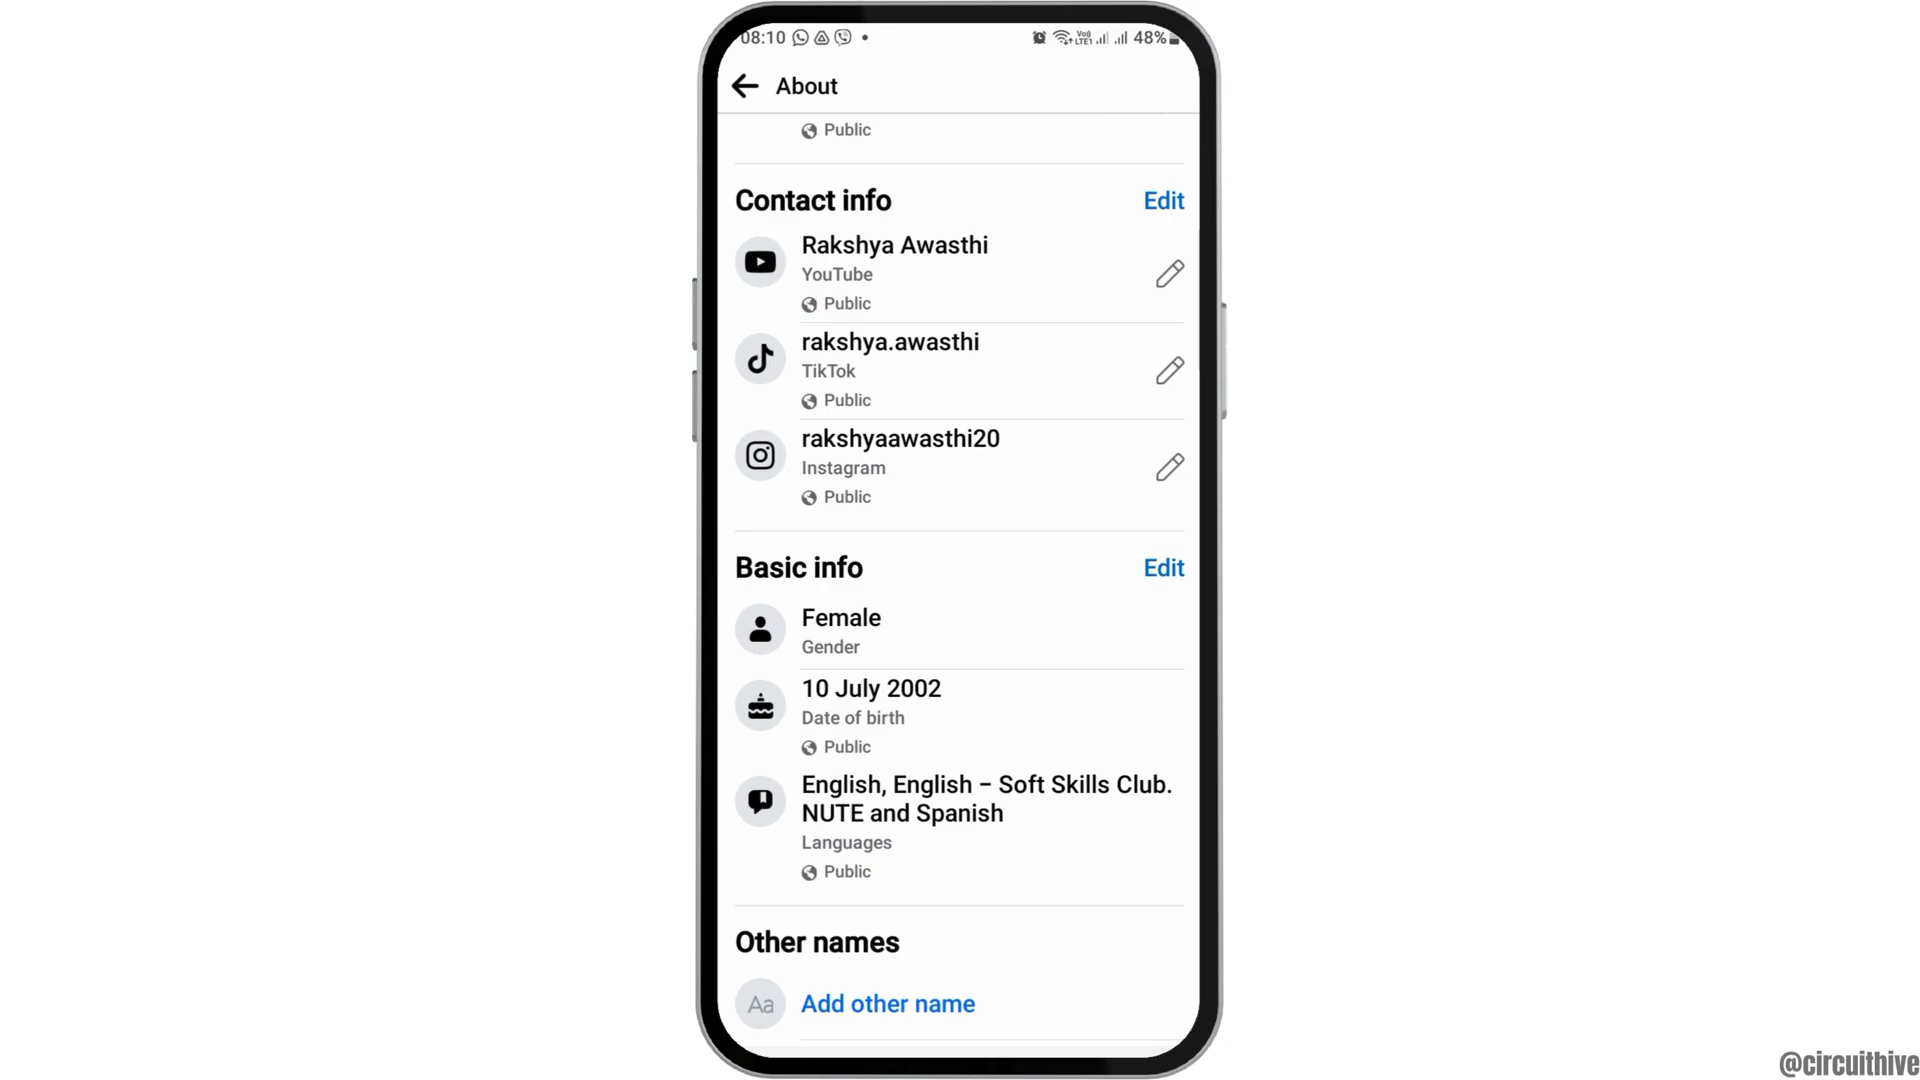 08:10 48%
Vo)
LTE1
About
Public
Contact info Edit
Rakshya Awasthi
YouTube
Public
rakshya.awasthi
TikTok
Public
rakshyaawasthi20
Instagram
Public
Basic info Edit
Female
Gender
10 July 2002
Date of birth
Public
English, English – Soft Skills Club.
NUTE and Spanish
Languages
Public
Other names
Aa Add other name
@circuithive